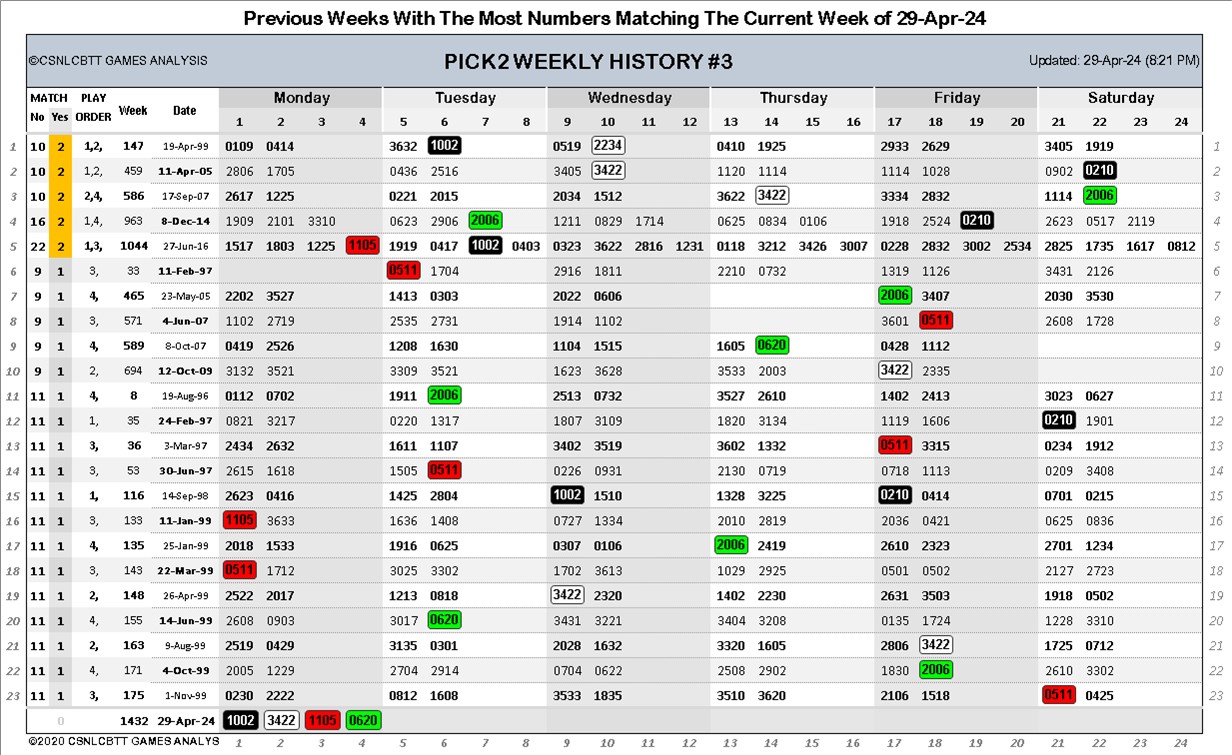 Previous Weeks With The Most Numbers Matching The Current Week of 29-Apr-24
©CSNLCBTT GAMES ANALYSIS PICK2 WEEKLY HISTORY #3 Updated: 29-Apr-24 (8:21 PM)
MATCH PLAY Week Date Monday Tuesday Wednesday Thursday Friday Saturday
No Yes ORDER 1 2 3 4 5 6 7 8 9 10 11 12 13 14 15 16 17 18 19 20 21 22 23 24
1 10 2 1,2, 147 19-Apr-99 0109 0414 3632 1002 0519 2234 0410 1925 2933 2629 3405 1919 1
2 10 2 1,2, 459 11-Apr-05 2806 1705 0436 2516 3405 3422 1120 1114 1114 1028 0902 0210 2
3 10 2 2,4, 586 17-Sep-07 2617 1225 0221 2015 2034 1512 3622 3422 3334 2832 1114 2006 3
4 16 2 1,4, 963 8-Dec-14 1909 2101 3310 0623 2906 2006 1211 0829 1714 0625 0834 0106 1918 2524 0210 2623 0517 2119 4
5 22 2 1,3, 1044 27-Jun-16 1517 1803 1225 1105 1919 0417 1002 0403 0323 3622 2816 1231 0118 3212 3426 3007 0228 2832 3002 2534 2825 1735 1617 0812 5
6 9 1 3, 33 11-Feb-97 0511 1704 2916 1811 2210 0732 1319 1126 3431 2126 6
7 9 1 4, 465 23-May-05 2202 3527 1413 0303 2022 0606 2006 3407 2030 3530 7
8 9 1 3, 571 4-Jun-07 1102 2719 2535 2731 1914 1102 3601 0511 2608 1728 8
9 9 1 4, 589 8-Oct-07 0419 2526 1208 1630 1104 1515 1605 0620 0428 1112 9
10 9 1 2, 694 12-Oct-09 3132 3521 3309 3521 1623 3628 3533 2003 3422 2335 10
11 11 1 4, 8 19-Aug-96 0112 0702 1911 2006 2513 0732 3527 2610 1402 2413 3023 0627 11
12 11 1 1, 35 24-Feb-97 0821 3217 0220 1317 1807 3109 1820 3134 1119 1606 0210 1901 12
13 11 1 3, 36 3-Mar-97 2434 2632 1611 1107 3402 3519 3602 1332 0511 3315 0234 1912 13
14 11 1 3, 53 30-Jun-97 2615 1618 1505 0511 0226 0931 2130 0719 0718 1113 0209 3408 14
15 11 1 1, 116 14-Sep-98 2623 0416 1425 2804 1002 1510 1328 3225 0210 0414 0701 0215 15
16 11 1 3, 133 11-Jan-99 1105 3633 1636 1408 0727 1334 2010 2819 2036 0421 0625 0836 16
17 11 1 4, 135 25-Jan-99 2018 1533 1916 0625 0307 0106 2006 2419 2610 2323 2701 1234 17
18 11 1 3, 143 22-Mar-99 0511 1712 3025 3302 1702 3613 1029 2925 0501 0502 2127 2723 18
19 11 1 2, 148 26-Apr-99 2522 2017 1213 0818 3422 2320 1402 2230 2631 3503 1918 0502 19
20 11 1 4, 155 14-Jun-99 2608 0903 3017 0620 3431 3221 3404 3208 0135 1724 1228 3310 20
21 11 1 2, 163 9-Aug-99 2519 0429 3135 0301 2028 1632 3320 1605 2806 3422 1725 0712 21
22 11 1 4, 171 4-Oct-99 2005 1229 2704 2914 0704 0622 2508 2902 1830 2006 2610 3302 22
23 11 1 3, 175 1-Nov-99 0230 2222 0812 1608 3533 1835 3510 3620 2106 1518 0511 0425 23
0 1432 29-Apr-24 1002 3422 1105 0620
©2020 CSNLCBTT GAMES ANALYS 1 2 3 4 5 6 7 8 9 10 11 12 13 14 15 16 17 18 19 20 21 22 23 24